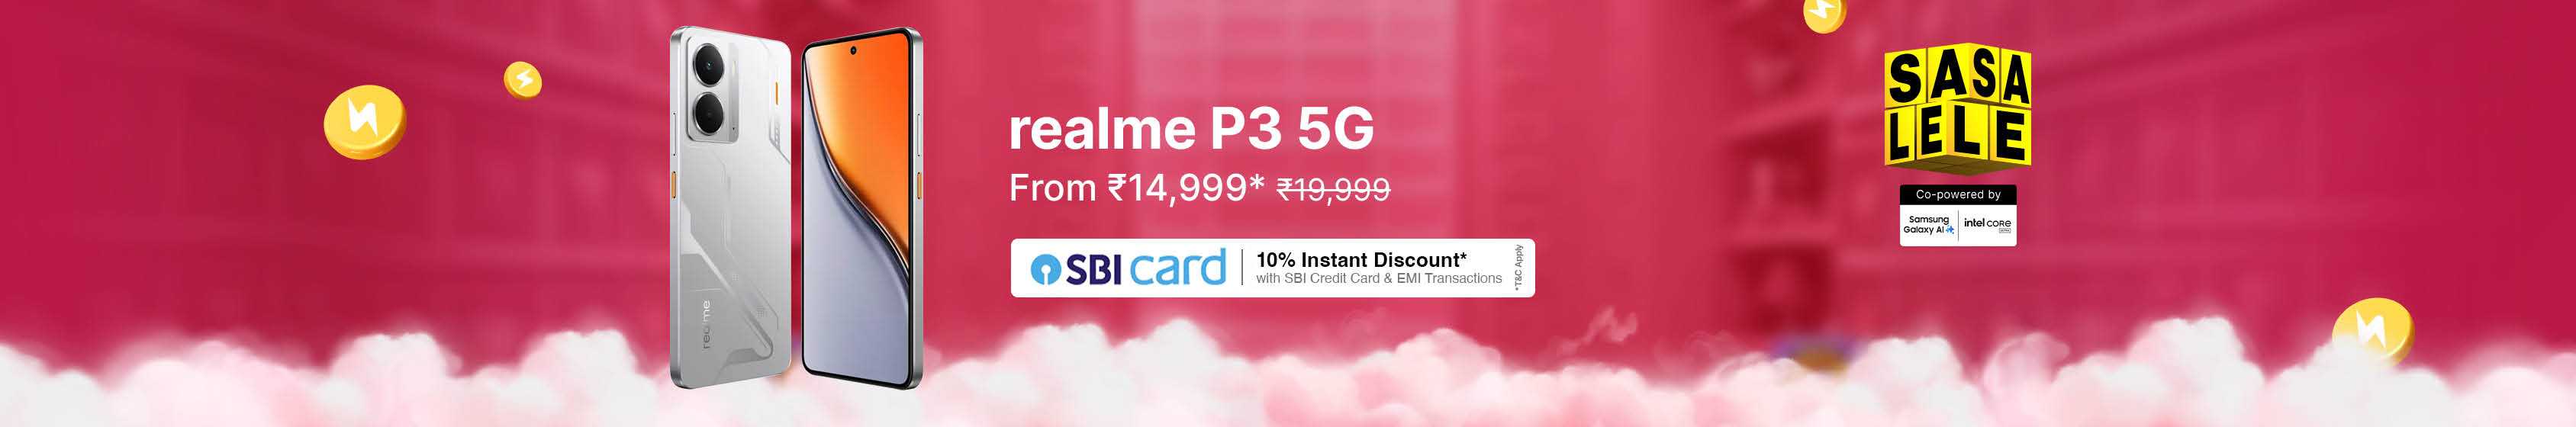 realme
realme P3 5G
From ₹14,999* ₹19,999
SBI card
10% Instant Discount*
with SBI Credit Card & EMI Transactions
*T&C Apply
SASA
LELE
Co-powered by
Samsung
Galaxy AI
intel CORE